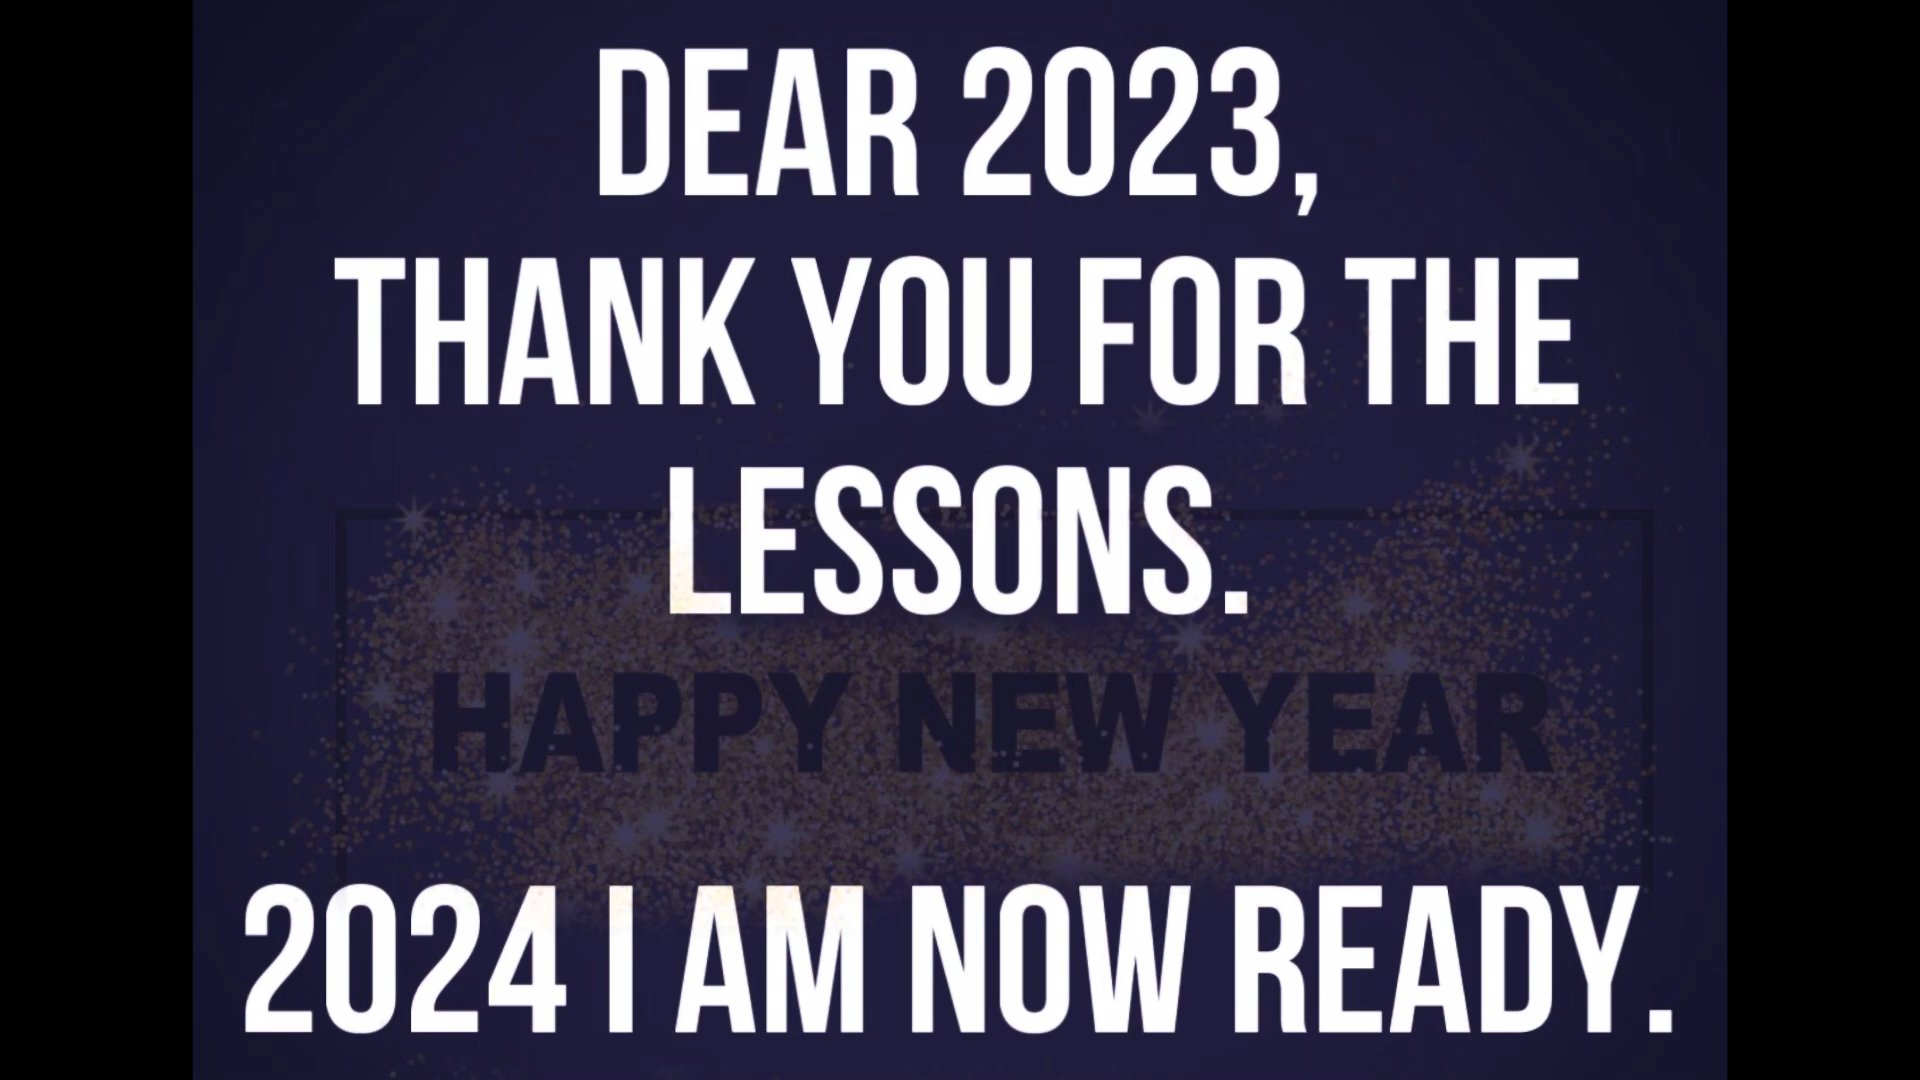 DEAR 2023,
THANK YOU FOR THE
LESSONS.
HAPPY NEW YEAR
2024 I AM NOW READY.